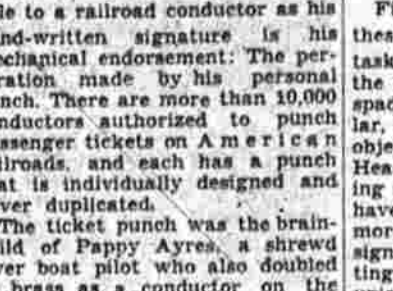 le to a railroad conductor as his
nd-written signature is his
echanical endorsement: The per-
ration made by his personal
nch. There are more than 10,000
nductors authorized to punch
ssenger tickets on American
ilroads, and each has a punch
at is individually designed and
ver duplicated.
The ticket punch was the brain-
ild of Pappy Ayres, a shrewd
ver boat pilot who also doubled
brass as a conductor on the
thes
task
the
spac
lar,
obje
Hea
ing
have
mor
sign
ting